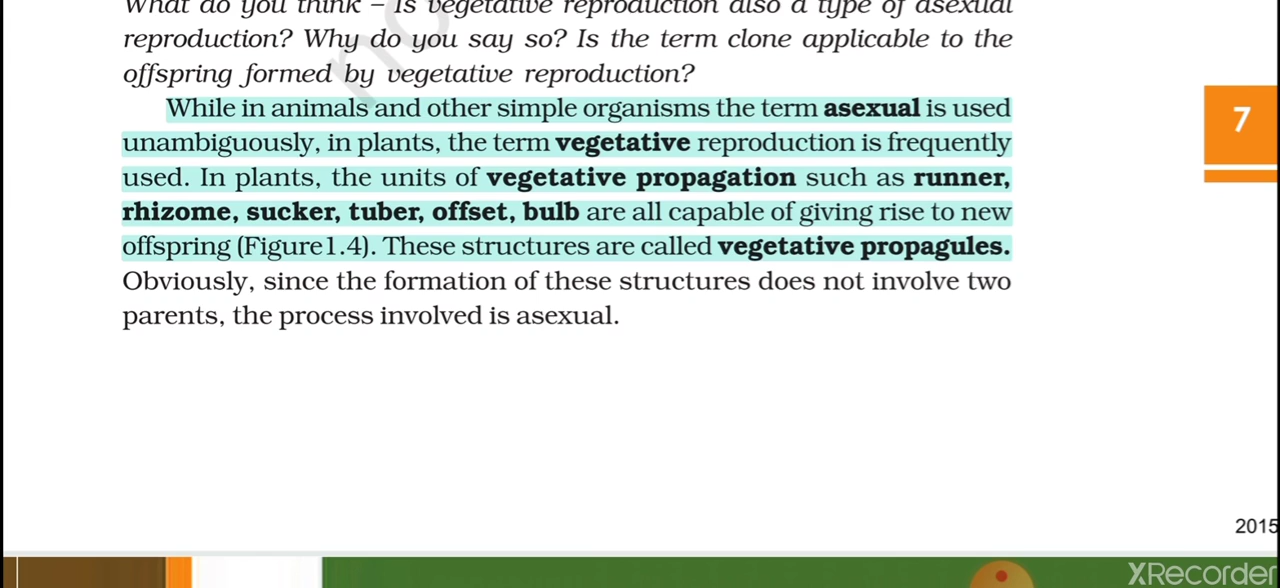 What do you think – Is vegetative reproduction also a type of asexual
reproduction? Why do you say so? Is the term clone applicable to the
offspring formed by vegetative reproduction?
While in animals and other simple organisms the term asexual is used
unambiguously, in plants, the term vegetative reproduction is frequently
used. In plants, the units of vegetative propagation such as runner,
rhizome, sucker, tuber, offset, bulb are all capable of giving rise to new
offspring (Figure1.4). These structures are called vegetative propagules.
Obviously, since the formation of these structures does not involve two
parents, the process involved is asexual.
7
2015
XRecorder